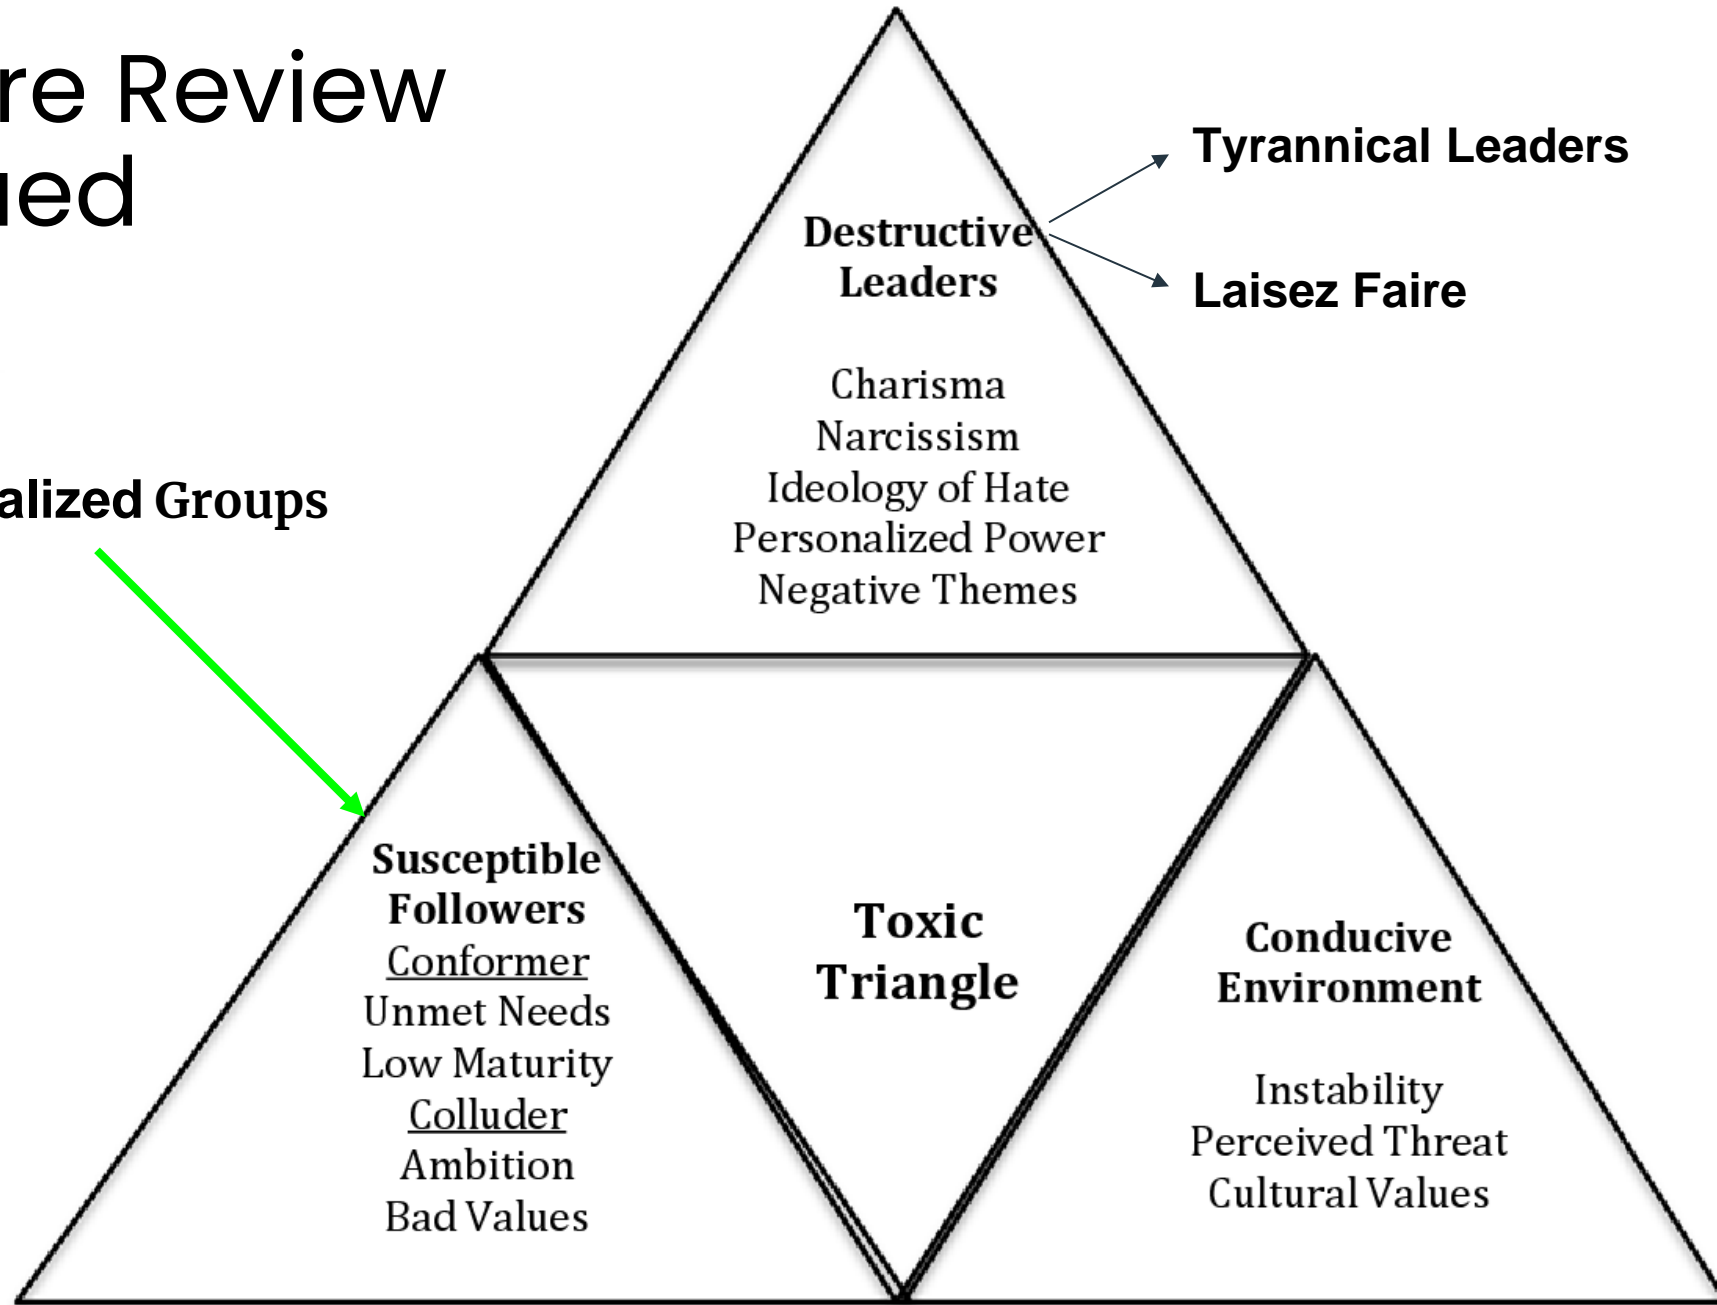 re Review
ued
Tyrannical Leaders
Destructive
Leaders
Laisez Faire
Charisma
Narcissism
Ideology of Hate
Personalized Power
Negative Themes
alized Groups
Susceptible
Followers
Conformer
Unmet Needs
Low Maturity
Colluder
Ambition
Bad Values
Toxic
Triangle
Conducive
Environment
Instability
Perceived Threat
Cultural Values